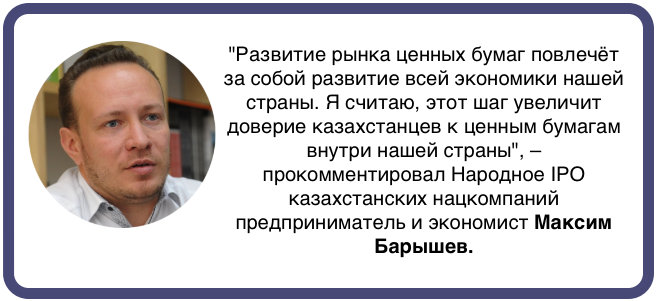 "Развитие рынка ценных бумаг повлечёт
за собой развитие всей экономики нашей
страны. Я считаю, этот шаг увеличит
доверие казахстанцев к ценным бумагам
внутри нашей страны", –
прокомментировал Народное IPO
казахстанских нацкомпаний
предприниматель и экономист Максим
Барышев.